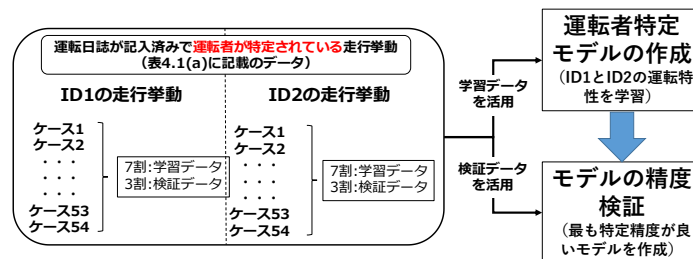 運転日誌が記入済みで運転者が特定されている走行挙動
(表4.1(a)に記載のデータ)
ID1の走行挙動
ケース1
ケース2
・・・
・・・
・・・
ケース53
ケース54
7割:学習データ
3割:検証データ
ID2の走行挙動
ケース1
ケース2
・・・
・・・
・・・
ケース53
ケース54
7割:学習データ
3割:検証データ
学習データ
を活用
検証データ
を活用
運転者特定
モデルの作成
(ID1とID2の運転特
性を学習)
モデルの精度
検証
(最も特定精度が良
いモデルを作成)